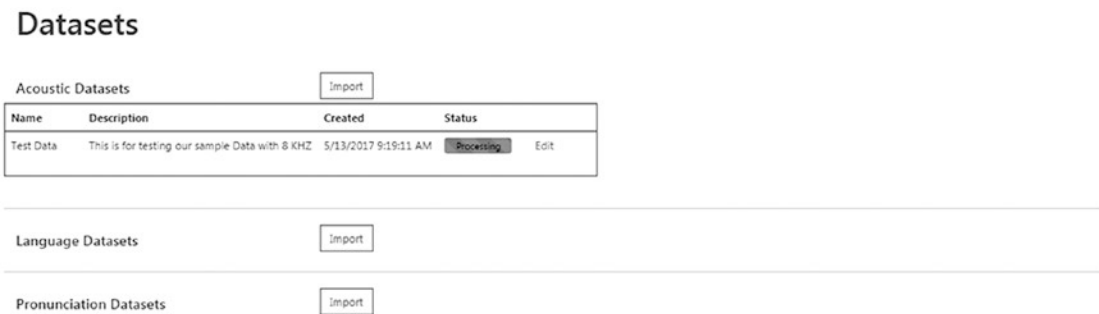 Datasets
Acoustic Datasets Import
Name Description Created Status
Test Data This is for testing our sample Data with 8 KHZ 5/13/2017 9:19:11 AM Processing Edit
Language Datasets Import
Pronunciation Datasets Import